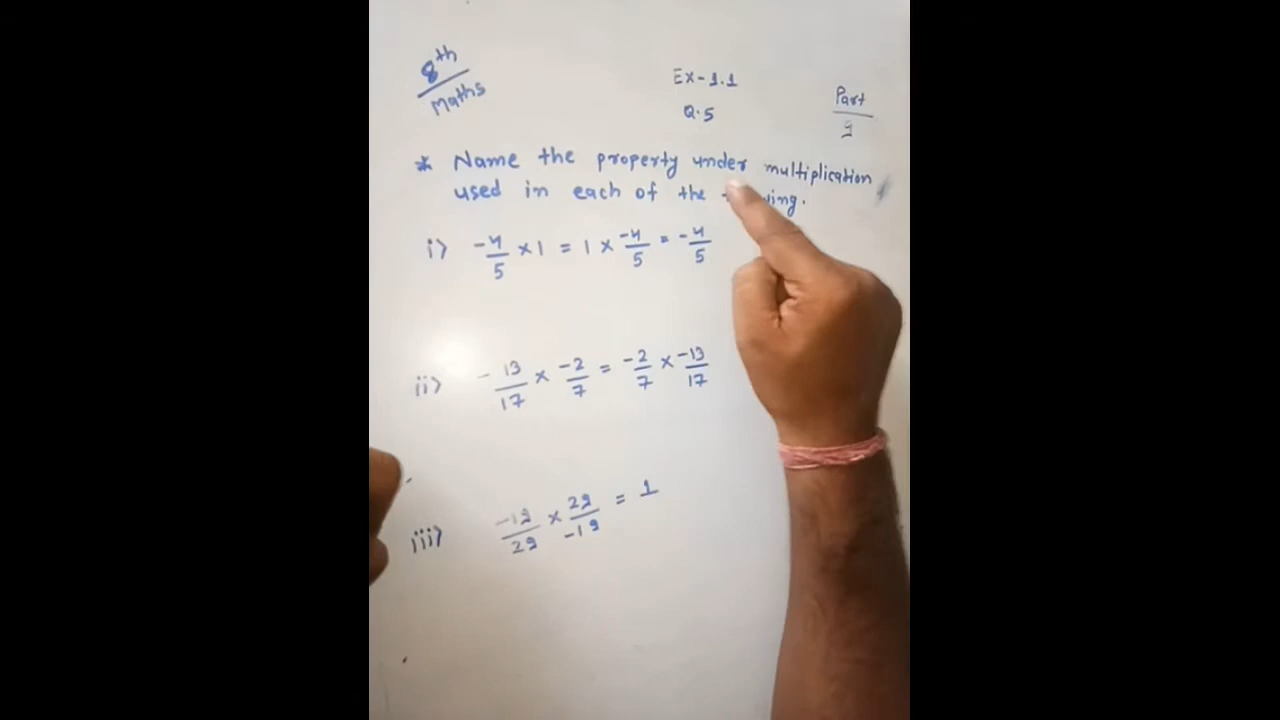 8th
Maths
Ex-1.1
Q.5
Part
9
* Name the property under multiplication
used in each of the wing.
i) -4/5 × 1 = 1 × -4/5 = -4/5
ii) -13/17 × -2/7 = -2/7 × -13/17
iii) -19/29 × 29/-19 = 1